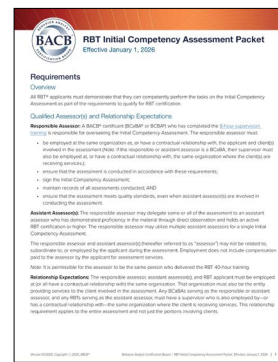 BEHAVIOR ANALYST
BACB
CERTIFICATION BOARD
RBT Initial Competency Assessment Packet
Effective January 1, 2026
Requirements
Overview
All RBT® applicants must demonstrate that they can competently perform the tasks on the Initial Competency
Assessment as part of the requirements to qualify for RBT certification.
Qualified Assessor(s) and Relationship Expectations
Responsible Assessor: A BACB® certificant (BCaBA® or BCBA®) who has completed the 8-hour supervision
training is responsible for overseeing the Initial Competency Assessment. The responsible assessor must:
• be employed at the same organization as, or have a contractual relationship with, the applicant and client(s)
involved in the assessment (Note: if the responsible or assistant assessor is a BCaBA, their supervisor must
also be employed at, or have a contractual relationship with, the same organization where the client(s) are
receiving services.);
• ensure that the assessment is conducted in accordance with these requirements;
• sign the Initial Competency Assessment;
• maintain records of all assessments conducted; AND
• ensure that the assessment meets quality standards, even when assistant assessor(s) are involved in
conducting the assessment.
Assistant Assessor(s): The responsible assessor may delegate some or all of the assessment to an assistant
assessor who has demonstrated proficiency in the material through direct observation and holds an active
RBT certification or higher. The responsible assessor may utilize multiple assistant assessors for a single Initial
Competency Assessment.
The responsible assessor and assistant assessor(s) (hereafter referred to as "assessor") may not be related to,
subordinate to, or employed by the applicant during the assessment. Employment does not include compensation
paid to the assessor by the applicant for assessment services.
Note: It is permissible for the assessor to be the same person who delivered the RBT 40-hour training.
Relationship Expectations: The responsible assessor, assistant assessor(s), and RBT applicant must be employed
at (or all have a contractual relationship with) the same organization. That organization must also be the entity
providing services to the client involved in the assessment. Any BCaBAs serving as the responsible or assistant
assessor, and any RBTs serving as the assistant assessor, must have a supervisor who is also employed by—or
has a contractual relationship with—the same organization where the client is receiving services. This relationship
requirement applies to the entire assessment and not just the portions involving clients.